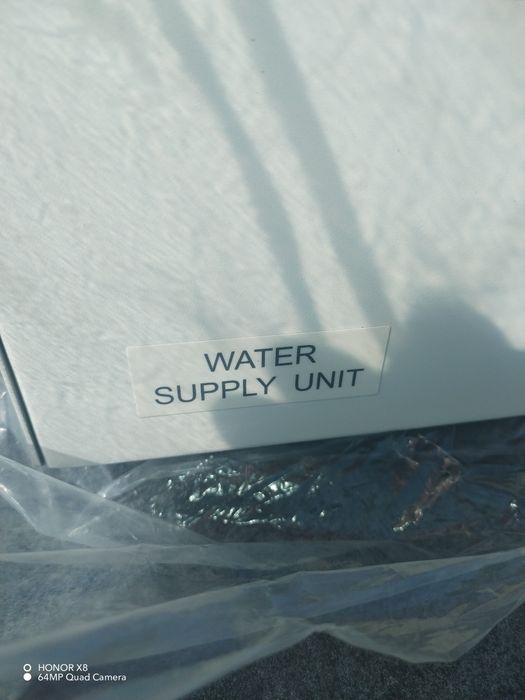 WATER
SUPPLY UNIT
HONOR X8
64MP Quad Camera